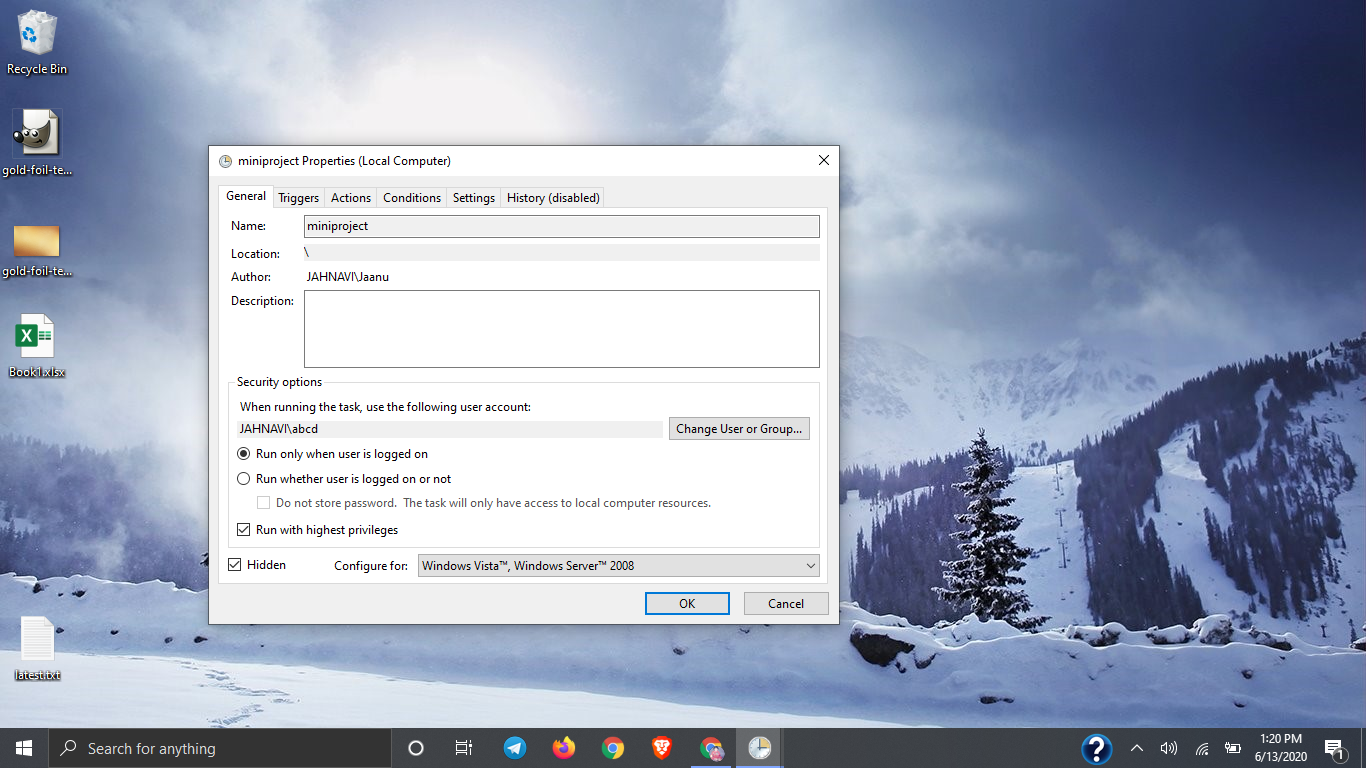 Recycle Bin
gold-foil-te...
gold-foil-te...
Book1.xlsx
latest.txt
miniproject Properties (Local Computer)
General Triggers Actions Conditions Settings History (disabled)
Name: miniproject
Location: \
Author: JAHNAVI\Jaanu
Description:
Security options
When running the task, use the following user account:
JAHNAVI\abcd Change User or Group...
Run only when user is logged on
Run whether user is logged on or not
Do not store password. The task will only have access to local computer resources.
Run with highest privileges
Hidden Configure for: Windows Vista™, Windows Server™ 2008
OK Cancel
Search for anything
1:20 PM
6/13/2020
1